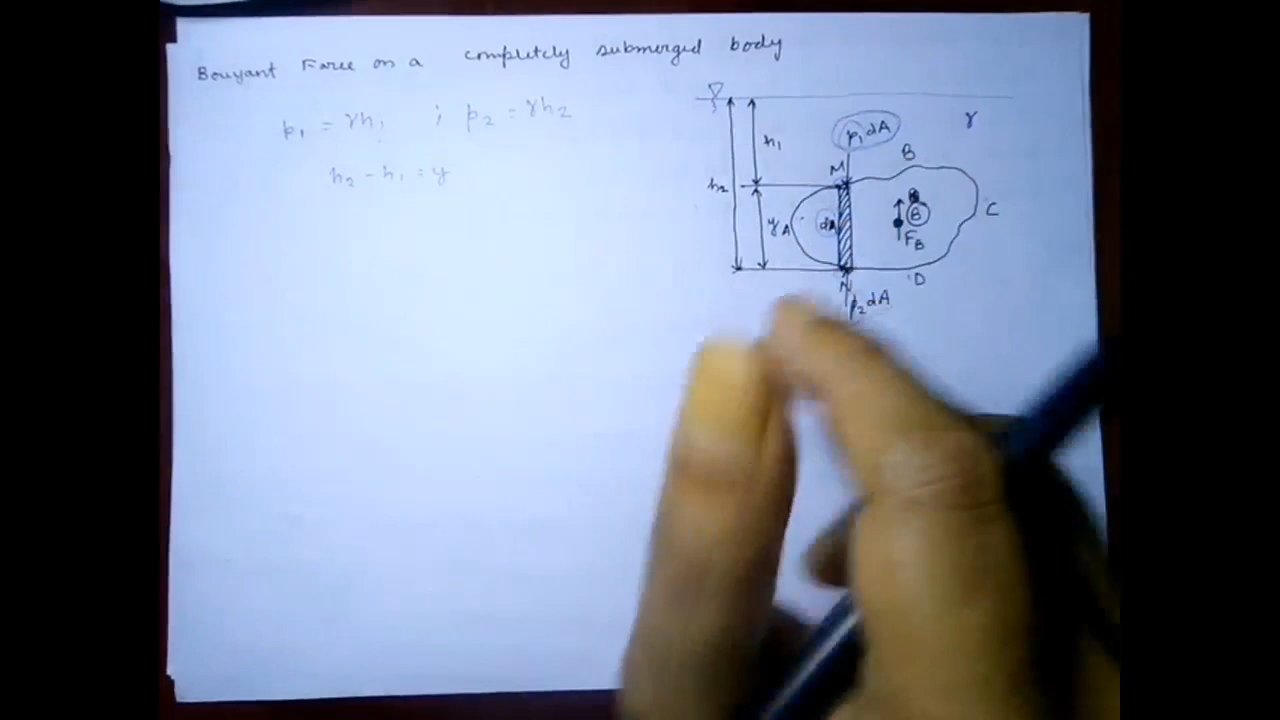 Bouyant Force on a completely submerged body
p₁ = γh₁ ; p₂ = γh₂
h₂ - h₁ = y
p₁dA
γ
h₁
M
B
h₂
y
A
dA
B
C
F_B
N
D
p₂dA